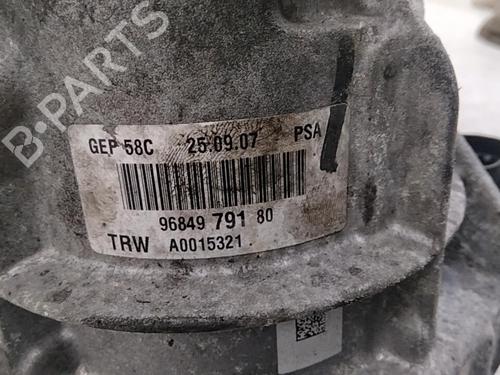 B-PARTS
GEP 58C 25.09.07 PSA
96849 791 80
TRW A0015321